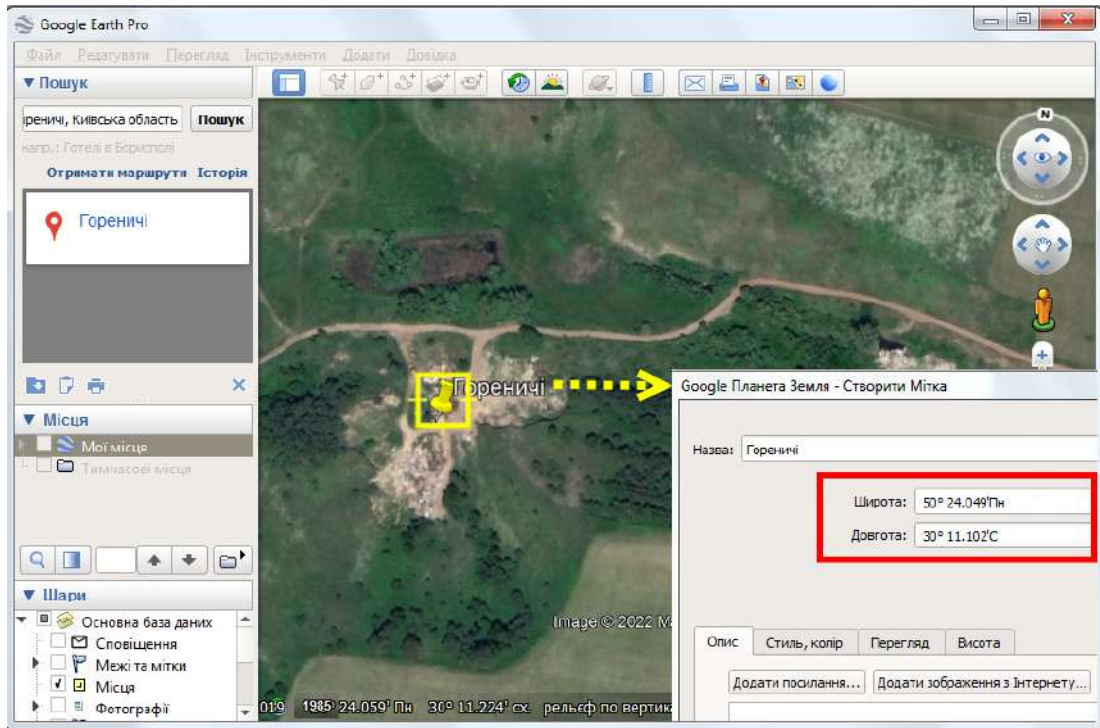 Google Earth Pro
Файл Редагувати Перегляд Інструменти Додати Довідка
Пошук
реничі, Київська область Пошук
напр.: Готелі в Борисполі
Отримати маршрути Історія
Гореничі
Місця
Мої місця
Тимчасові місця
Шари
Основна база даних
Сповіщення
Межі та мітки
Місця
Фотографії
N
Гореничі
Google Планета Земля - Створити Мітка
Назва: Гореничі
Широта: 50° 24.049'Пн
Довгота: 30° 11.102'С
Опис Стиль, колір Перегляд Висота
Додати посилання... Додати зображення з Інтернету...
Image © 2022 Ma
1985 24.059' Пн 30° 11.224' сх. рельєф по вертик